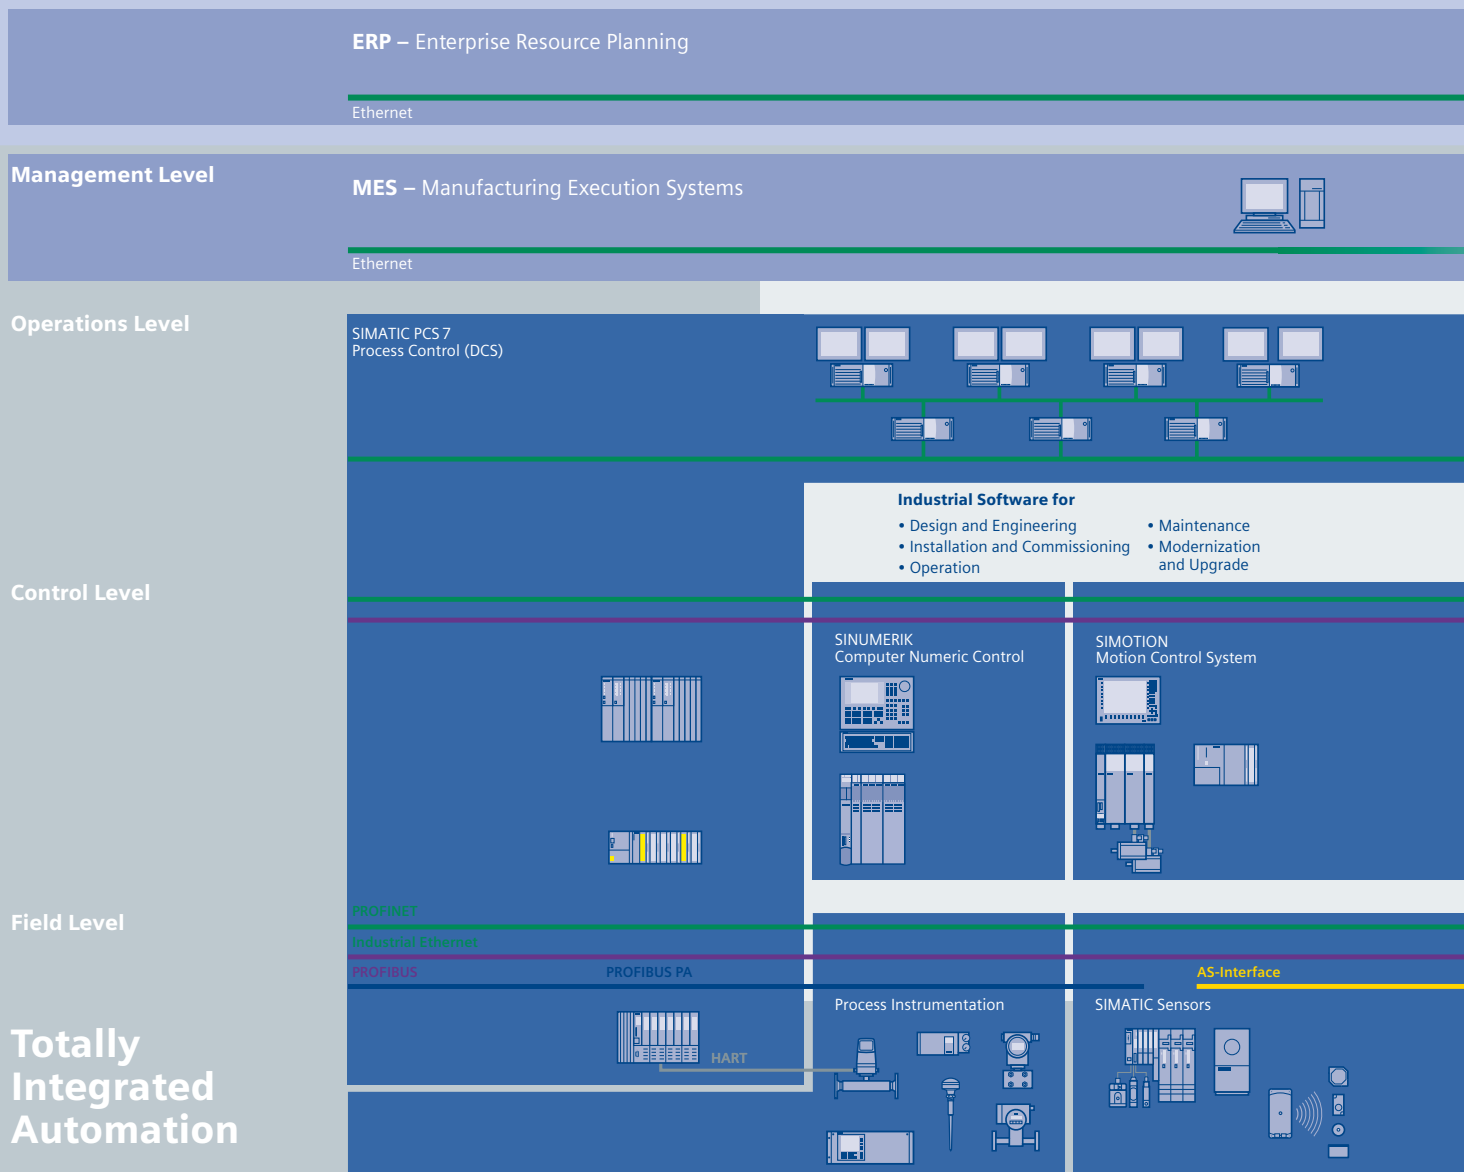 ERP – Enterprise Resource Planning
Ethernet
Management Level
MES – Manufacturing Execution Systems
Ethernet
Operations Level
SIMATIC PCS 7
Process Control (DCS)
Industrial Software for
• Design and Engineering
• Installation and Commissioning
• Operation
• Maintenance
• Modernization
and Upgrade
Control Level
SINUMERIK
Computer Numeric Control
SIMOTION
Motion Control System
Field Level
PROFINET
Industrial Ethernet
PROFIBUS
PROFIBUS PA
AS-Interface
Process Instrumentation
SIMATIC Sensors
HART
Totally
Integrated
Automation